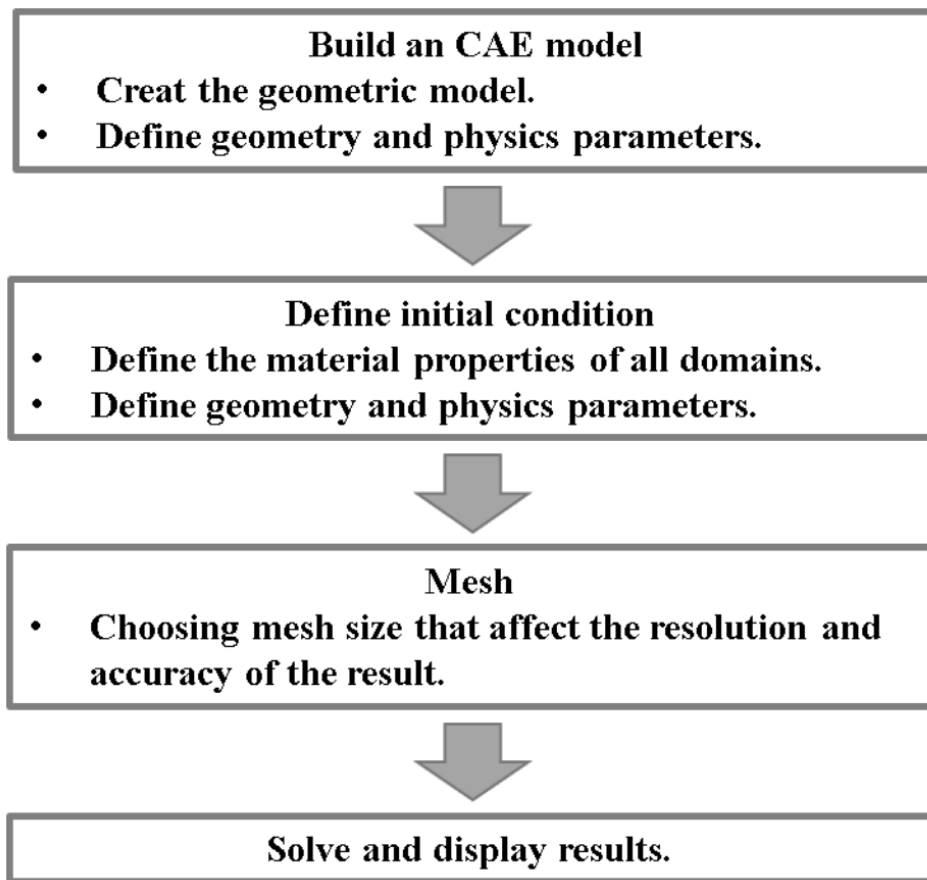 Build an CAE model
• Creat the geometric model.
• Define geometry and physics parameters.
Define initial condition
• Define the material properties of all domains.
• Define geometry and physics parameters.
Mesh
• Choosing mesh size that affect the resolution and
accuracy of the result.
Solve and display results.